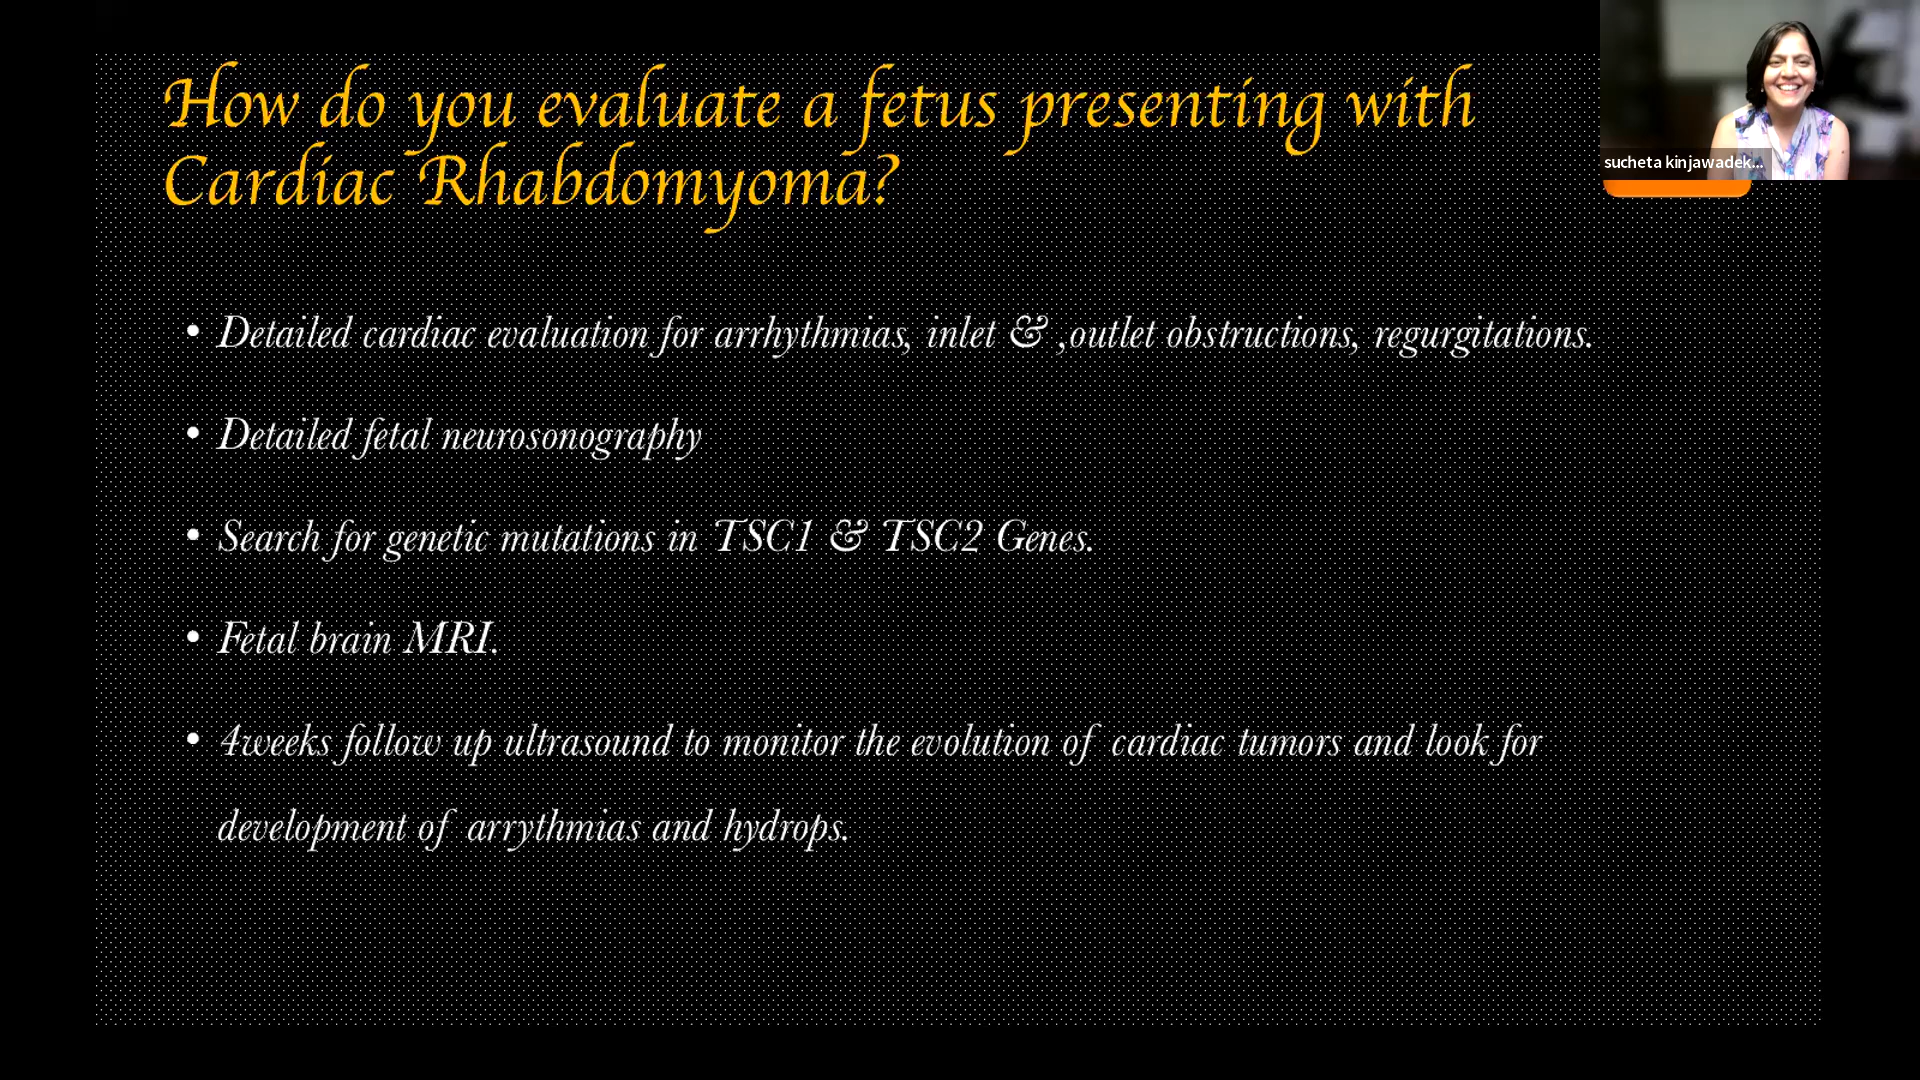 How do you evaluate a fetus presenting with
Cardiac Rhabdomyoma?
sucheta kinjawadek...
• Detailed cardiac evaluation for arrhythmias, inlet & ,outlet obstructions, regurgitations.
• Detailed fetal neurosonography
• Search for genetic mutations in TSC1 & TSC2 Genes.
• Fetal brain MRI.
• 4weeks follow up ultrasound to monitor the evolution of cardiac tumors and look for
development of arrythmias and hydrops.